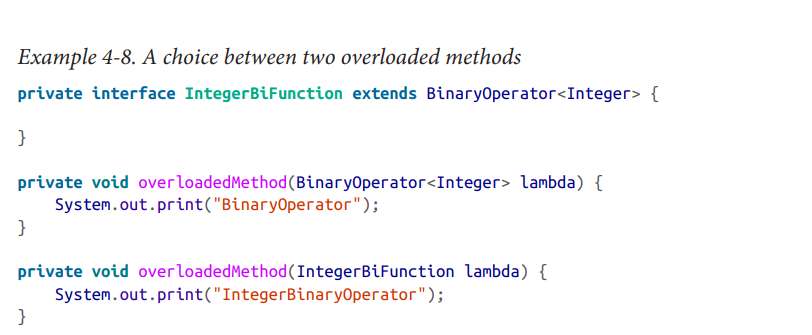 Example 4-8. A choice between two overloaded methods
private interface IntegerBiFunction extends BinaryOperator<Integer> {
}
private void overloadedMethod(BinaryOperator<Integer> lambda) {
    System.out.print("BinaryOperator");
}
private void overloadedMethod(IntegerBiFunction lambda) {
    System.out.print("IntegerBinaryOperator");
}